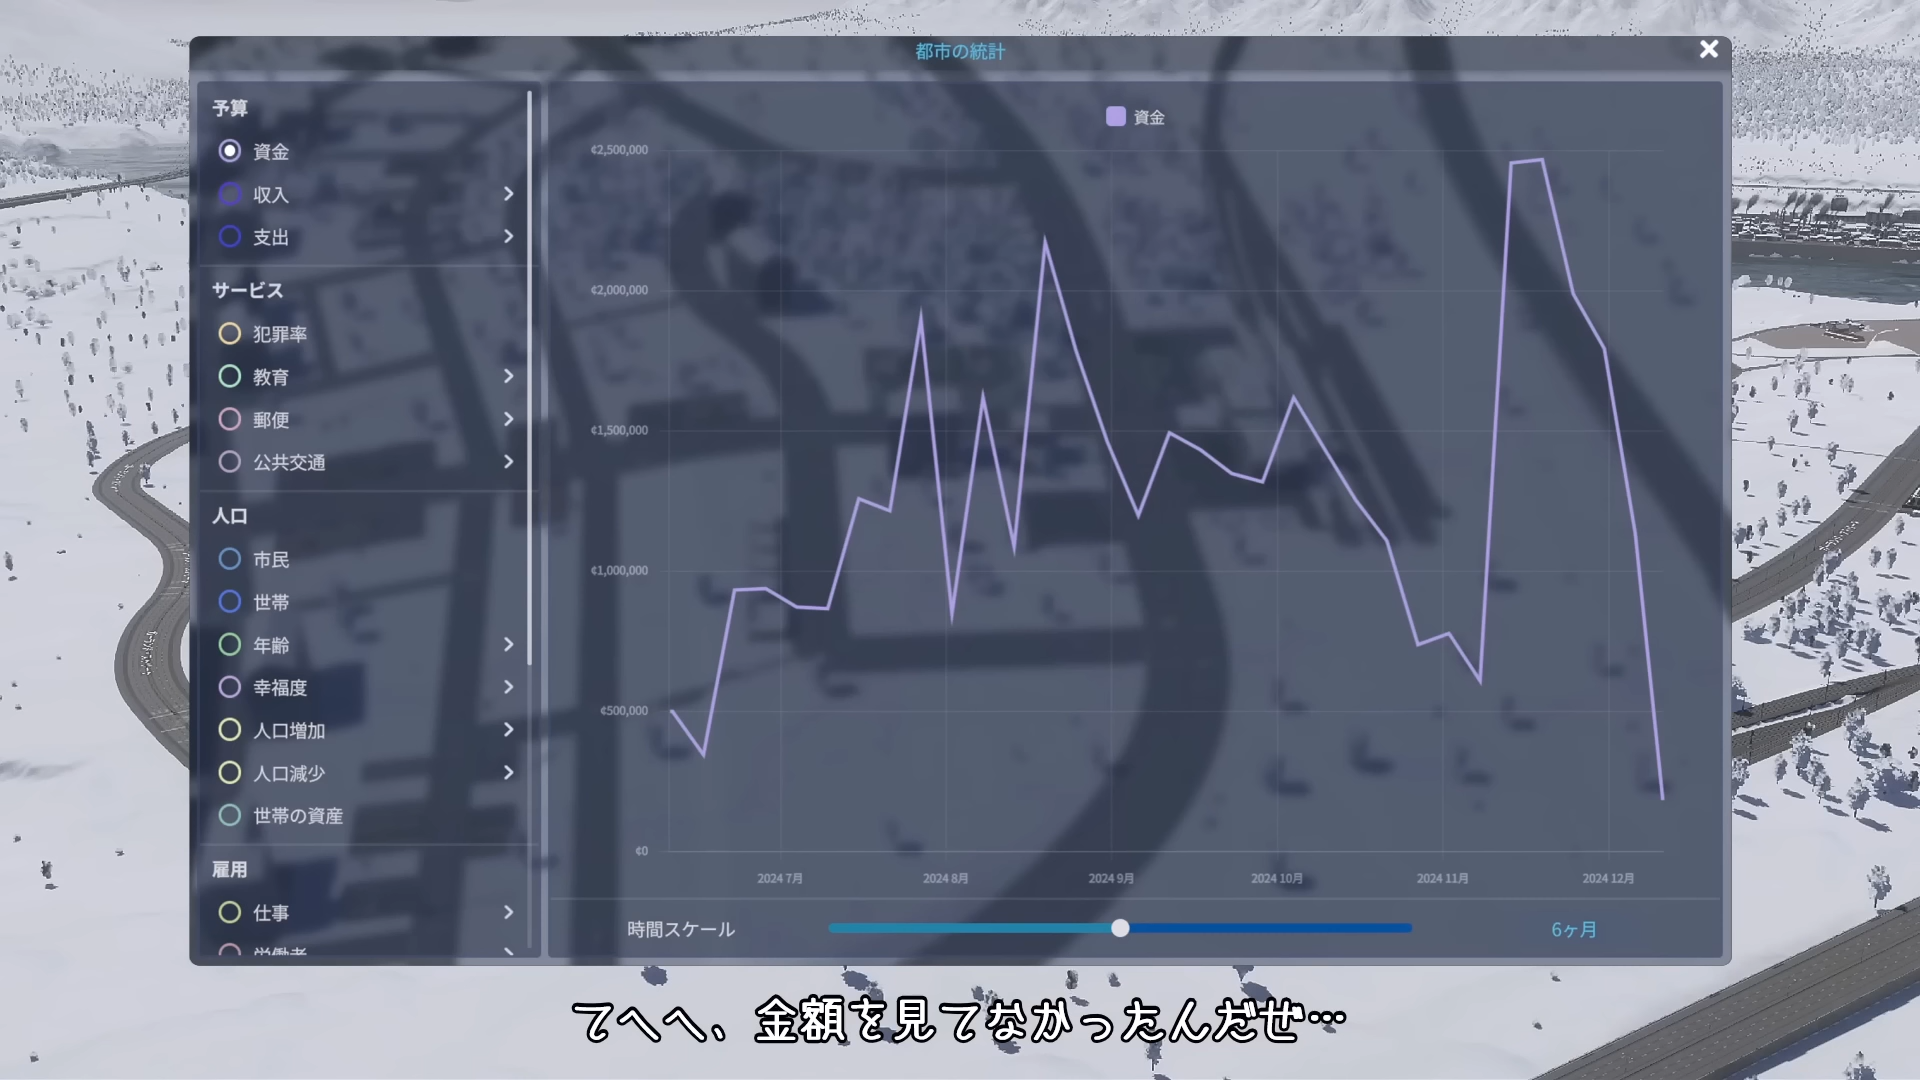 都市の統計
予算
資金
収入
支出
サービス
犯罪率
教育
郵便
公共交通
人口
市民
世帯
年齢
幸福度
人口増加
人口減少
世帯の資産
雇用
仕事
労働者
資金
¢2,500,000
¢2,000,000
¢1,500,000
¢1,000,000
¢500,000
¢0
2024 7月
2024 8月
2024 9月
2024 10月
2024 11月
2024 12月
時間スケール
6ヶ月
てへへ、金額を見てなかったんだぜ…